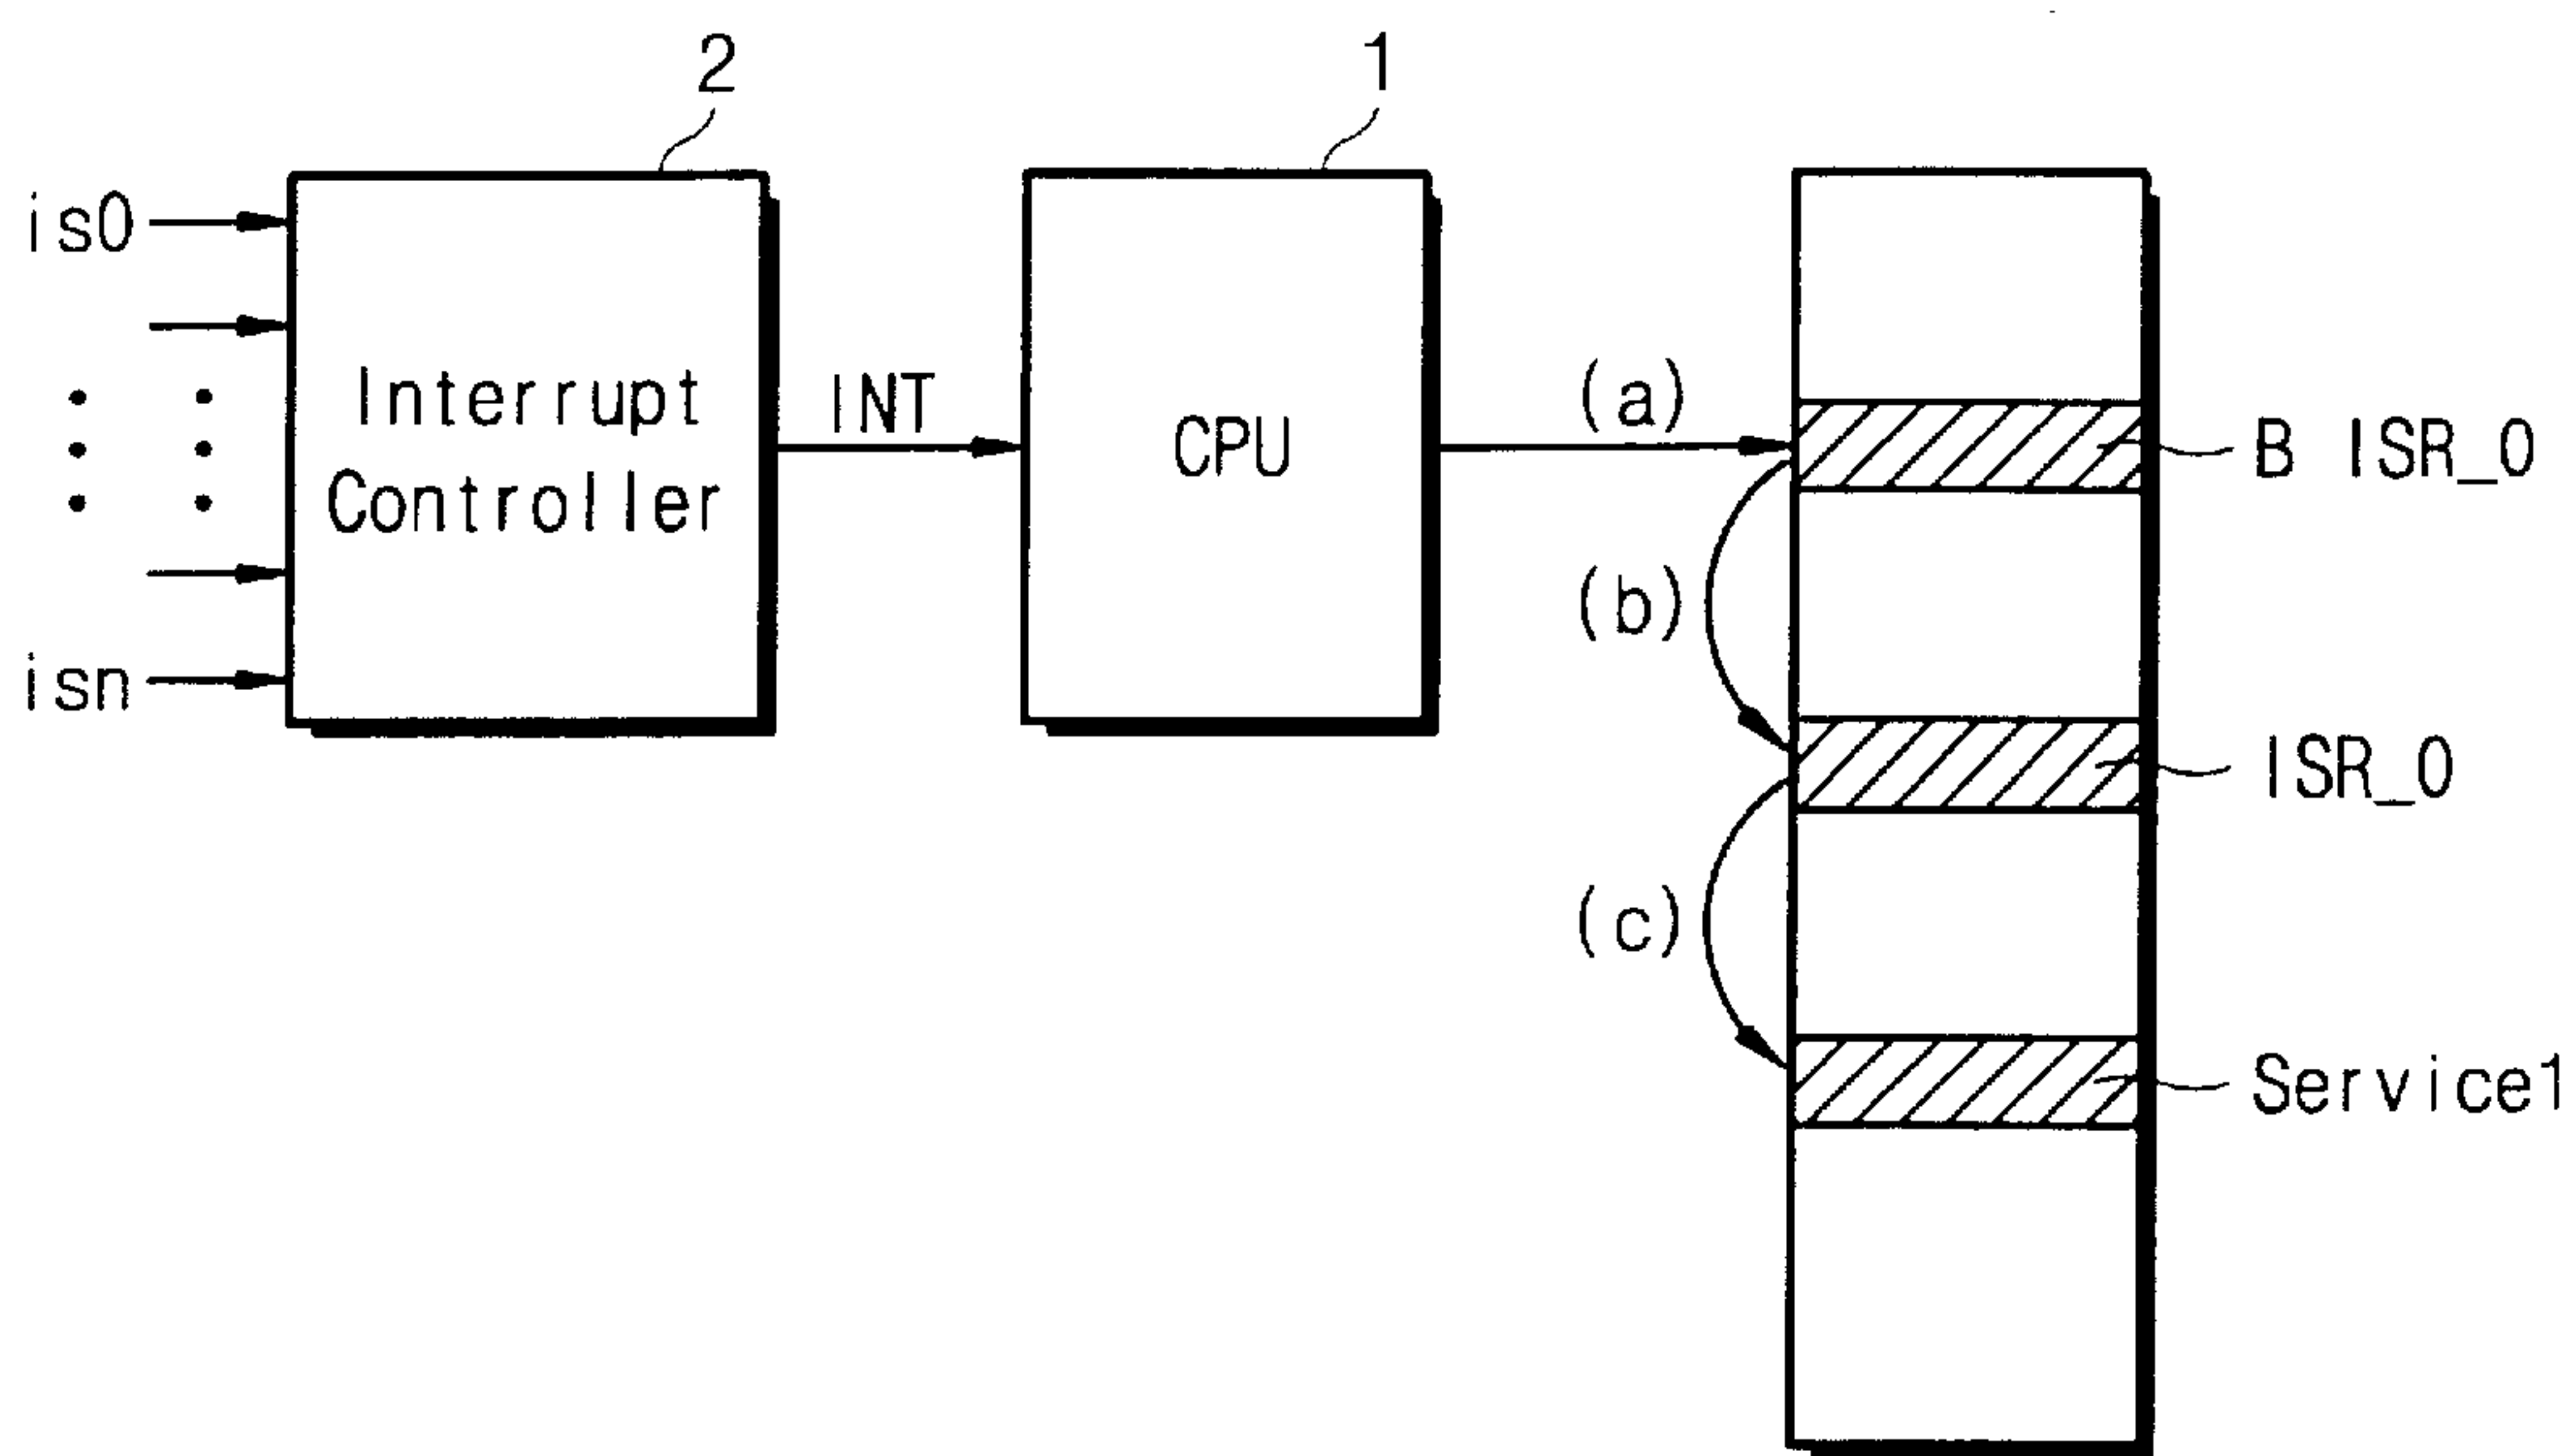 2
1
is0
Interrupt
Controller
isn
INT
CPU
(a)
(b)
(c)
B ISR_0
ISR_0
Service1